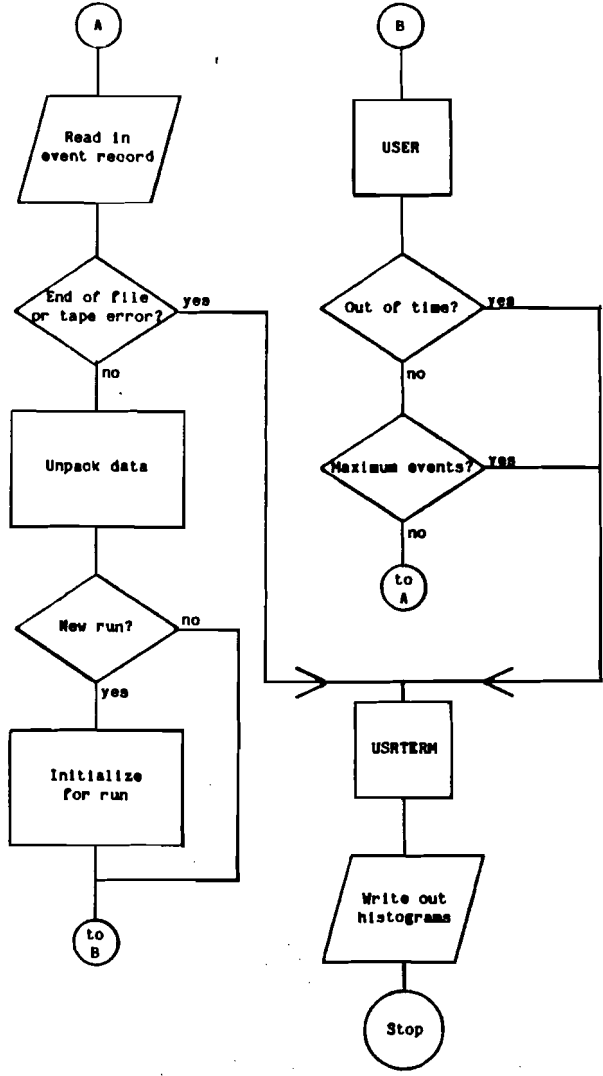 A
Read in
event record
End of file
or tape error?
yes
no
Unpack data
New run?
no
yes
Initialize
for run
to
B
B
USER
Out of time?
yes
no
Maximum events?
yes
no
to
A
USRTERM
Write out
histograms
Stop